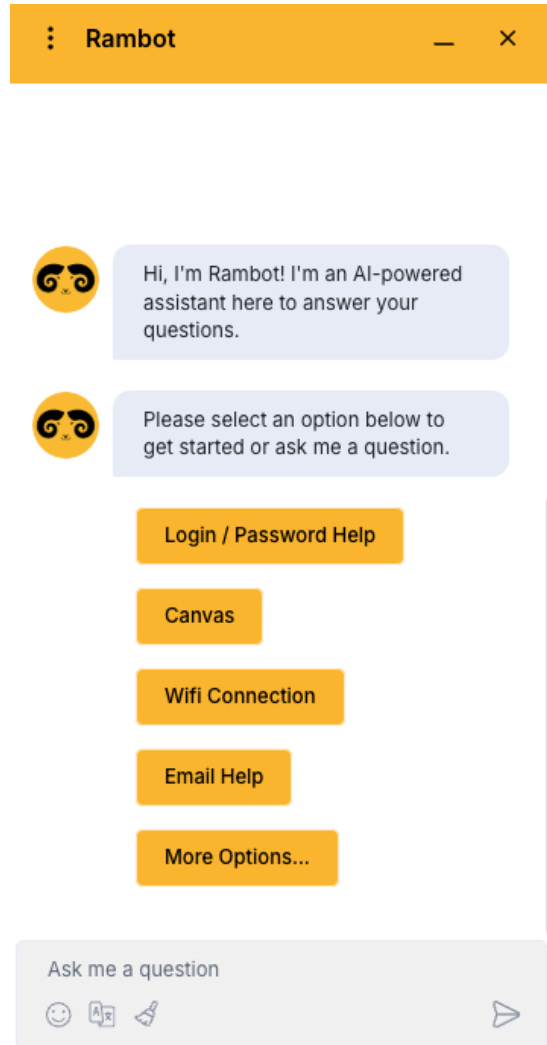 Rambot
Hi, I'm Rambot! I'm an AI-powered
assistant here to answer your
questions.
Please select an option below to
get started or ask me a question.
Login / Password Help
Canvas
Wifi Connection
Email Help
More Options...
Ask me a question